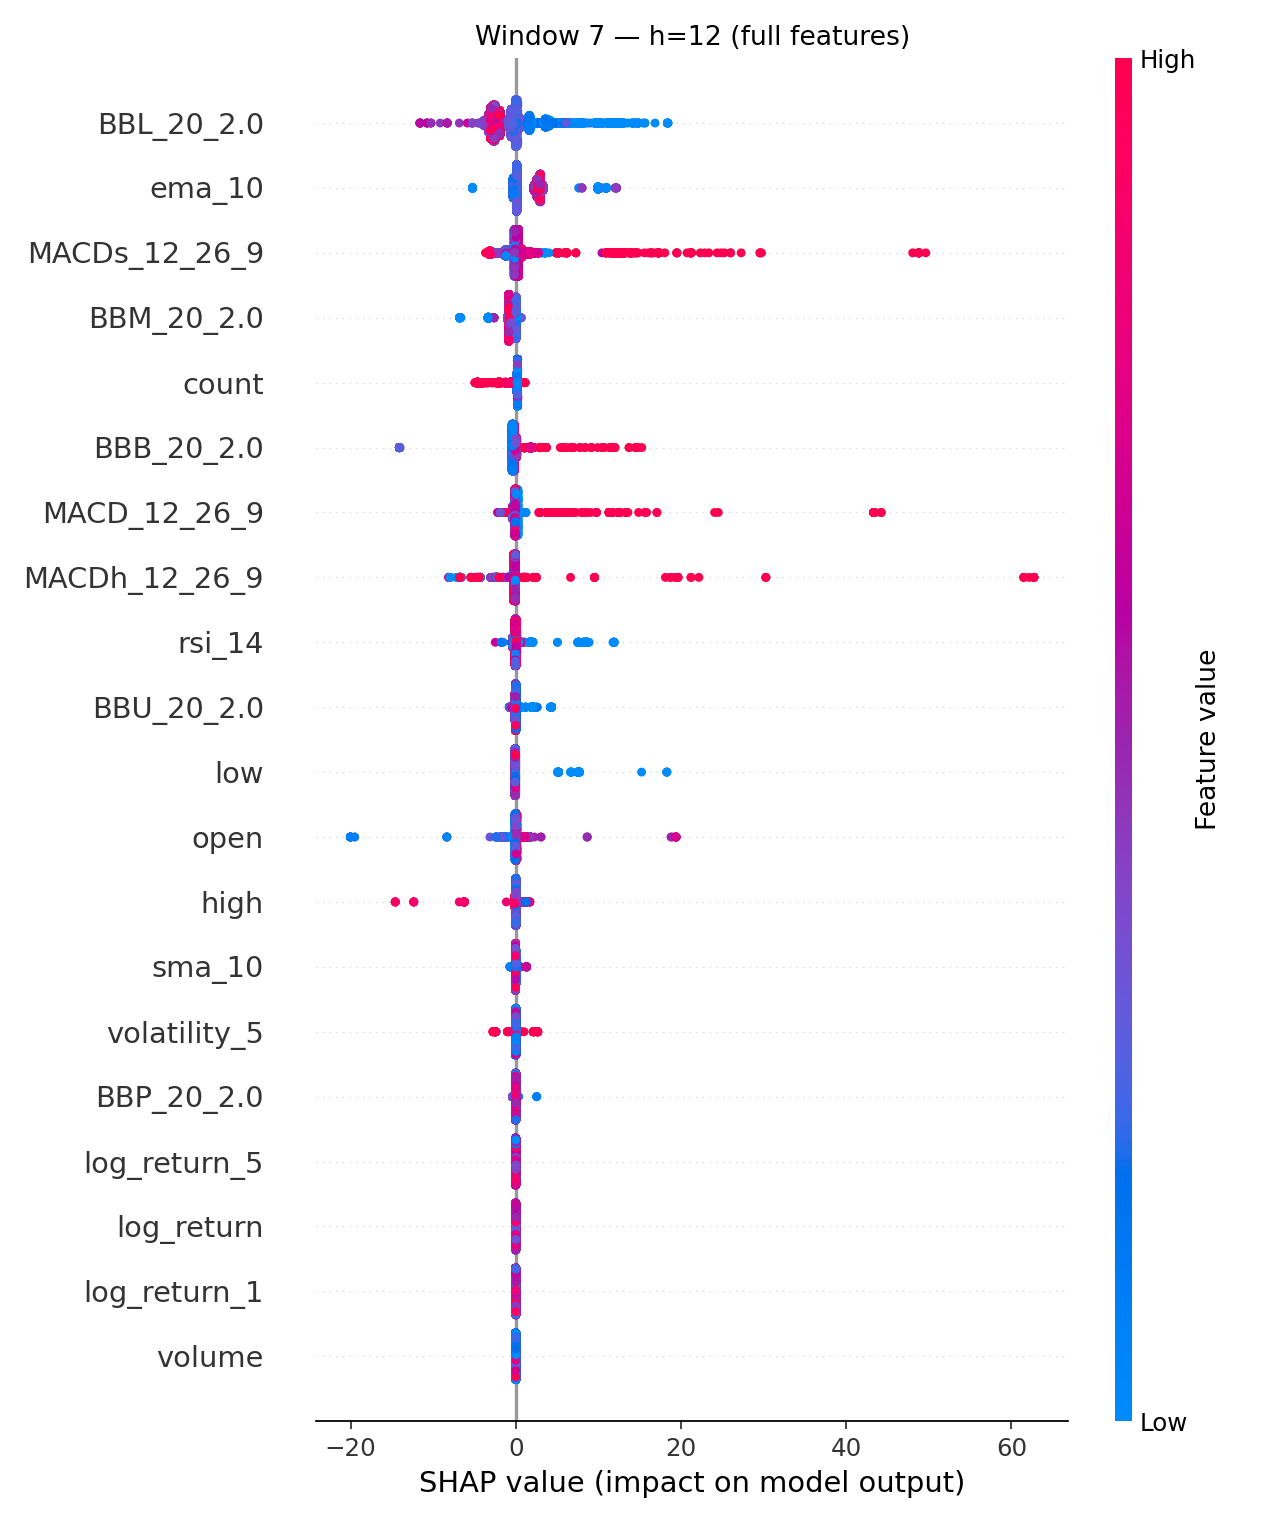 Window 7 — h=12 (full features)
High
BBL_20_2.0
ema_10
MACDs_12_26_9
BBM_20_2.0
count
BBB_20_2.0
MACD_12_26_9
MACDh_12_26_9
rsi_14
BBU_20_2.0
low
open
high
sma_10
volatility_5
BBP_20_2.0
log_return_5
log_return
log_return_1
volume
Feature value
Low
−20 0 20 40 60
SHAP value (impact on model output)